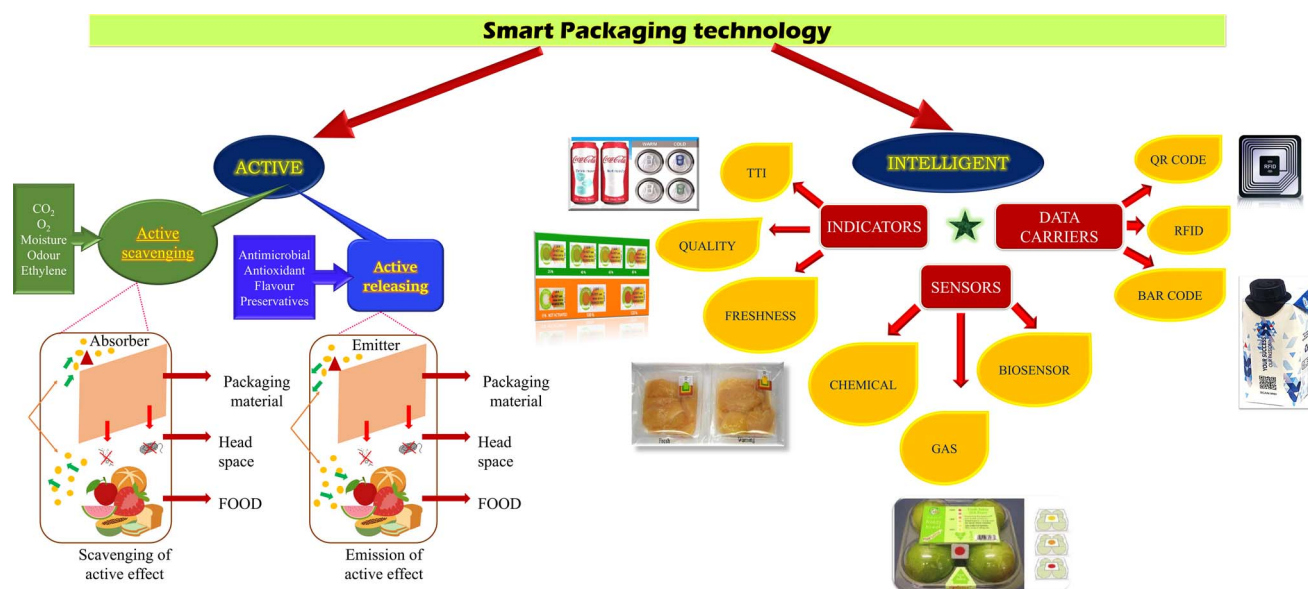 Smart Packaging technology
ACTIVE
CO₂
O₂
Moisture
Odour
Ethylene
Active
scavenging
Antimicrobial
Antioxidant
Flavour
Preservatives
Active
releasing
Absorber
Packaging
material
Head
space
FOOD
Scavenging of
active effect
Emitter
Packaging
material
Head
space
FOOD
Emission of
active effect
INTELLIGENT
INDICATORS
TTI
QUALITY
FRESHNESS
DATA
CARRIERS
QR CODE
RFID
BAR CODE
SENSORS
CHEMICAL
GAS
BIOSENSOR
WARM
COLD
Coca-Cola
Fresh
RFID
YOUR SUCCESS